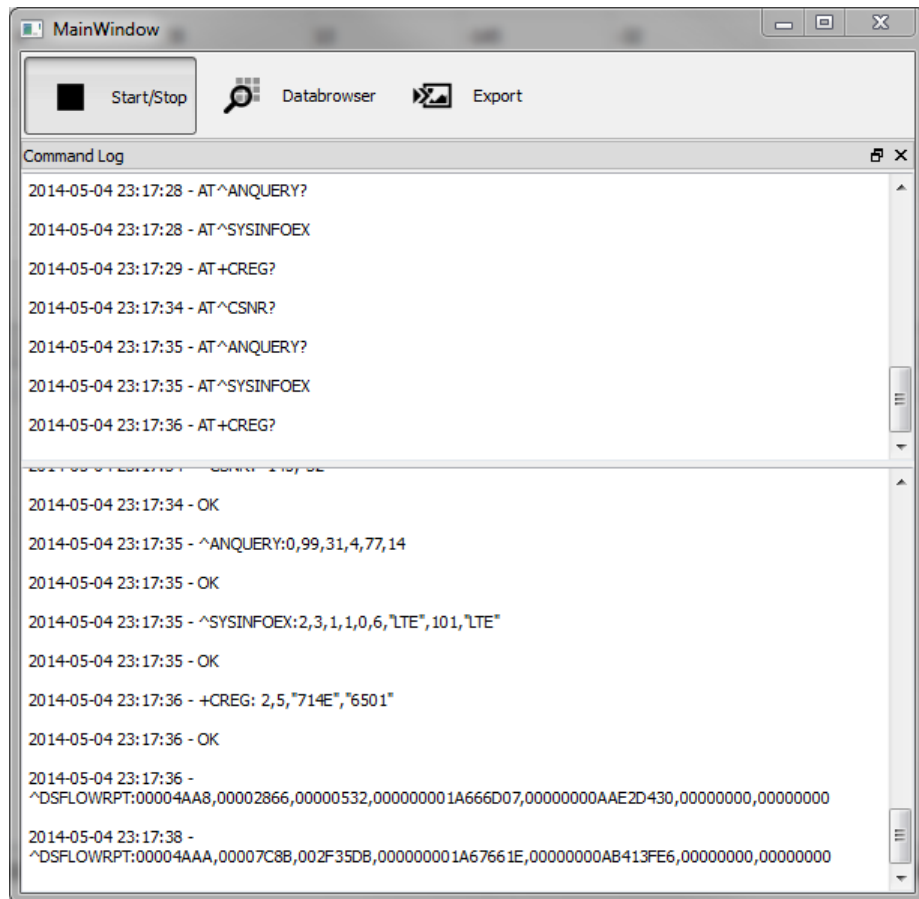 MainWindow
Start/Stop
Databrowser
Export
Command Log
2014-05-04 23:17:28 - AT^ANQUERY?
2014-05-04 23:17:28 - AT^SYSINFOEX
2014-05-04 23:17:29 - AT+CREG?
2014-05-04 23:17:34 - AT^CSNR?
2014-05-04 23:17:35 - AT^ANQUERY?
2014-05-04 23:17:35 - AT^SYSINFOEX
2014-05-04 23:17:36 - AT+CREG?
2014-05-04 23:17:34 - OK
2014-05-04 23:17:35 - ^ANQUERY:0,99,31,4,77,14
2014-05-04 23:17:35 - OK
2014-05-04 23:17:35 - ^SYSINFOEX:2,3,1,1,0,6,"LTE",101,"LTE"
2014-05-04 23:17:35 - OK
2014-05-04 23:17:36 - +CREG: 2,5,"714E","6501"
2014-05-04 23:17:36 - OK
2014-05-04 23:17:36 -
^DSFLOWRPT:00004AA8,00002866,00000532,000000001A666D07,00000000AAE2D430,00000000,00000000
2014-05-04 23:17:38 -
^DSFLOWRPT:00004AAA,00007C8B,002F35DB,000000001A67661E,00000000AB413FE6,00000000,00000000